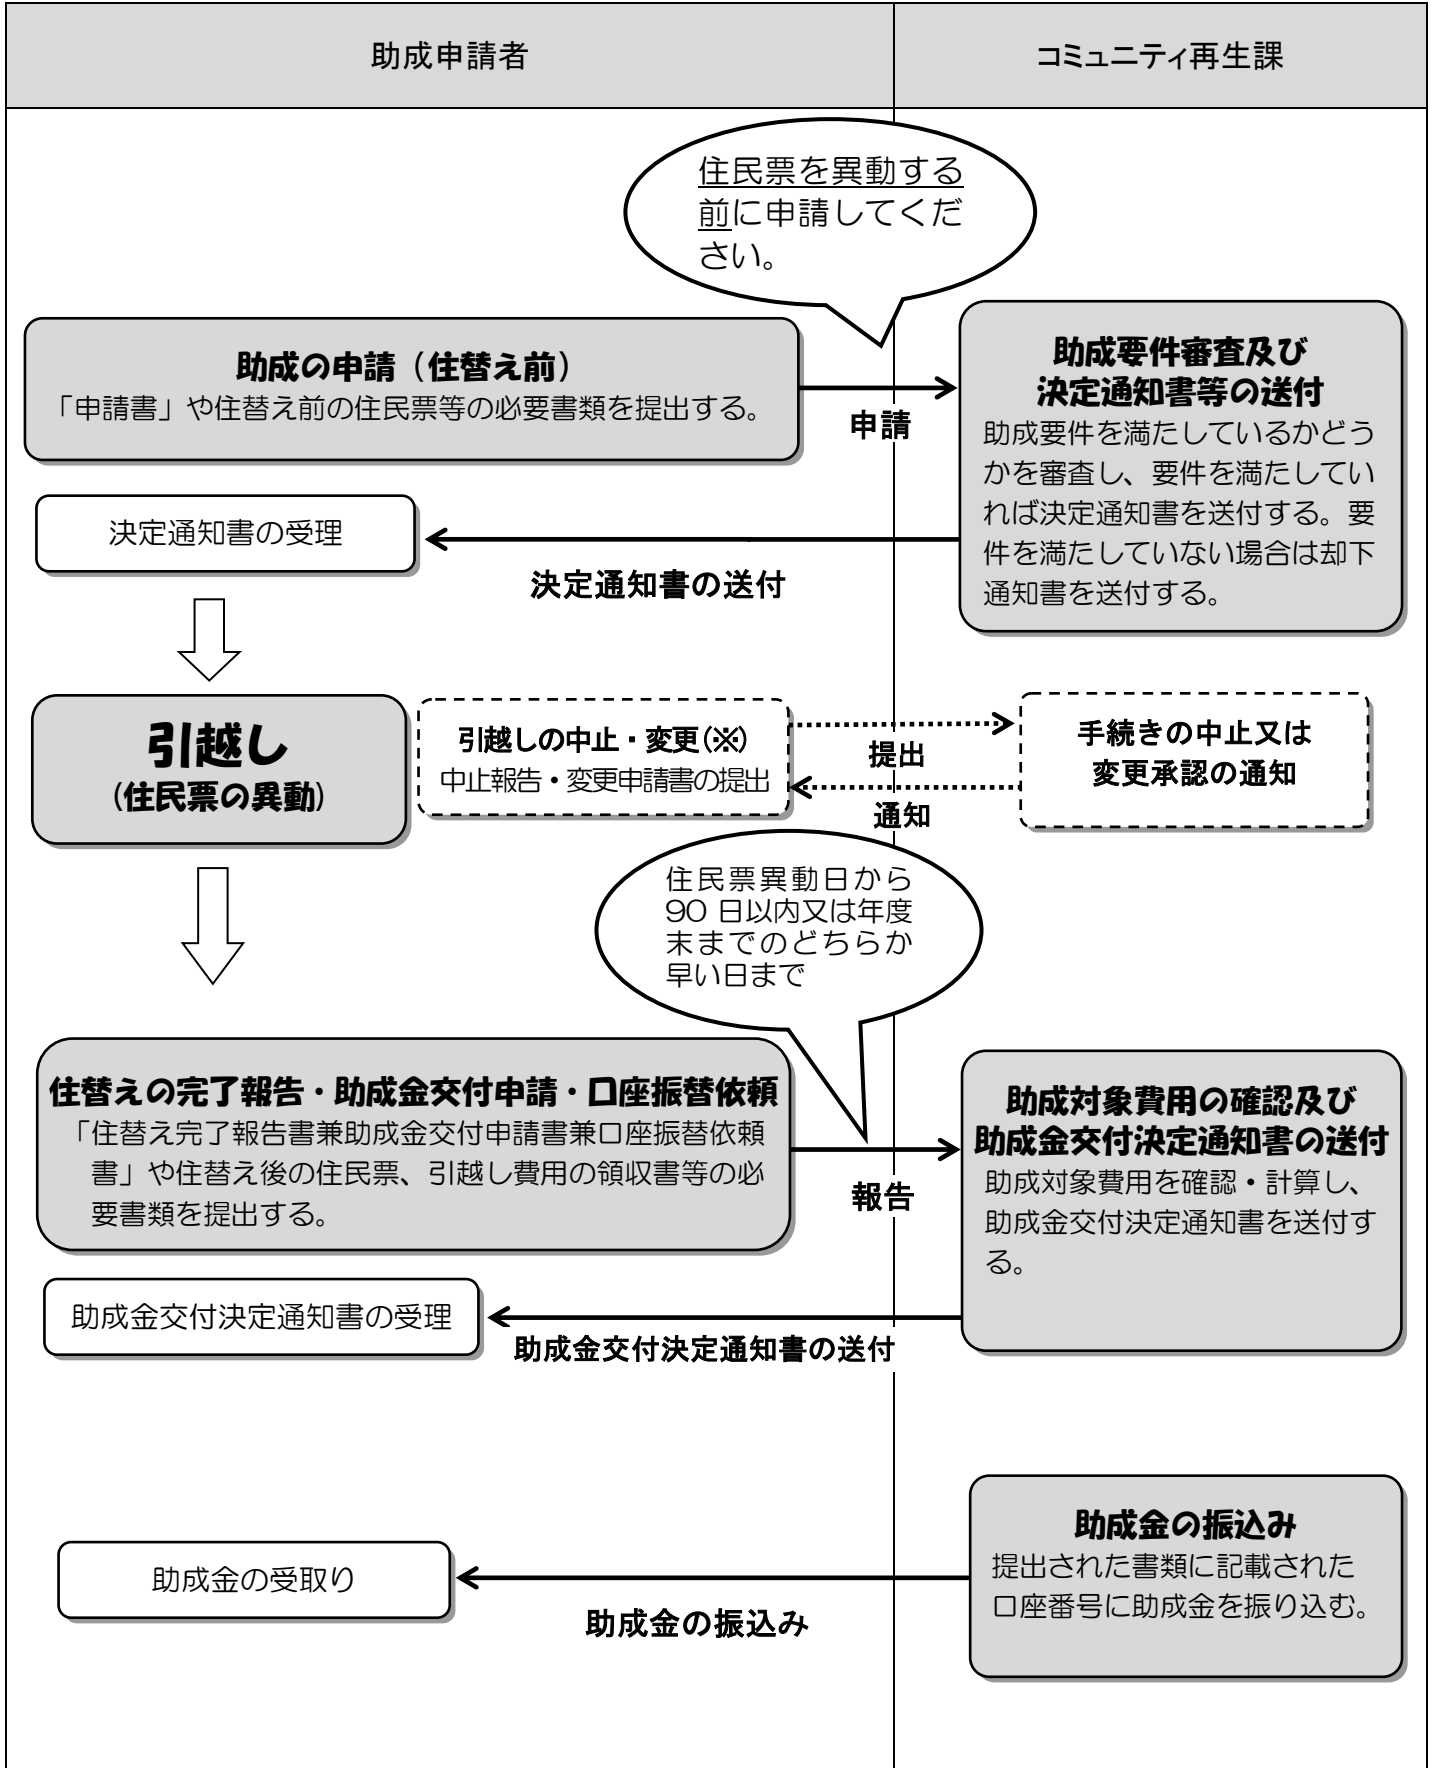 助成申請者
コミュニティ再生課
住民票を異動する
前に申請してくだ
さい。
助成の申請（住替え前）
「申請書」や住替え前の住民票等の必要書類を提出する。
申請
助成要件審査及び
決定通知書等の送付
助成要件を満たしているかどう
かを審査し、要件を満たしてい
れば決定通知書を送付する。要
件を満たしていない場合は却下
通知書を送付する。
決定通知書の受理
決定通知書の送付
引越し
(住民票の異動)
引越しの中止・変更(※)
中止報告・変更申請書の提出
提出
通知
手続きの中止又は
変更承認の通知
住民票異動日から
90 日以内又は年度
末までのどちらか
早い日まで
住替えの完了報告・助成金交付申請・口座振替依頼
「住替え完了報告書兼助成金交付申請書兼口座振替依頼
書」や住替え後の住民票、引越し費用の領収書等の必
要書類を提出する。
報告
助成対象費用の確認及び
助成金交付決定通知書の送付
助成対象費用を確認・計算し、
助成金交付決定通知書を送付す
る。
助成金交付決定通知書の受理
助成金交付決定通知書の送付
助成金の振込み
提出された書類に記載された
口座番号に助成金を振り込む。
助成金の受取り
助成金の振込み